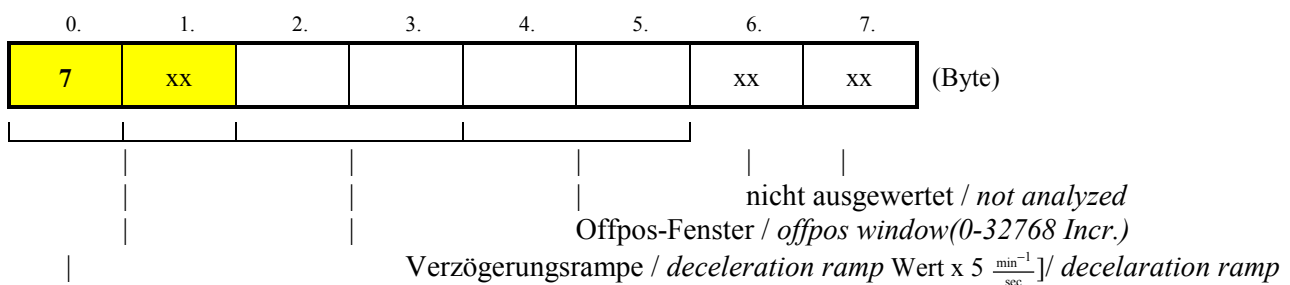 0. 1. 2. 3. 4. 5. 6. 7.
7 xx xx xx (Byte)
nicht ausgewertet / not analyzed
Offpos-Fenster / offpos window(0-32768 Incr.)
Verzögerungsrampe / deceleration ramp Wert x 5 min⁻¹/sec ]/ decelaration ramp